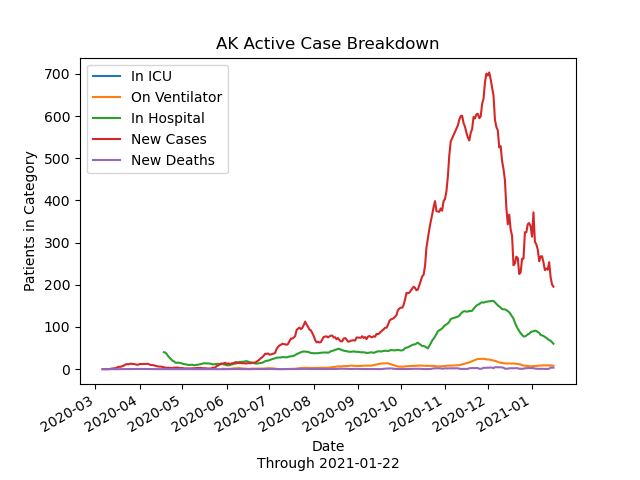 AK Active Case Breakdown
In ICU
On Ventilator
In Hospital
New Cases
New Deaths
Patients in Category
700
600
500
400
300
200
100
0
2020-03
2020-04
2020-05
2020-06
2020-07
2020-08
2020-09
2020-10
2020-11
2020-12
2021-01
Date
Through 2021-01-22